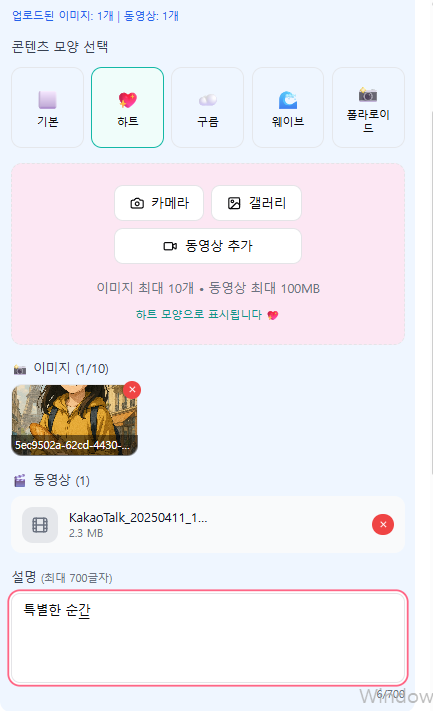 업로드된 이미지: 1개 | 동영상: 1개
콘텐츠 모양 선택
기본
하트
구름
웨이브
폴라로이
드
카메라
갤러리
동영상 추가
이미지 최대 10개 • 동영상 최대 100MB
하트 모양으로 표시됩니다 💖
📸 이미지 (1/10)
5ec9502a-62cd-4430-...
🎬 동영상 (1)
KakaoTalk_20250411_1...
2.3 MB
설명 (최대 700글자)
특별한 순간
6/700
Window